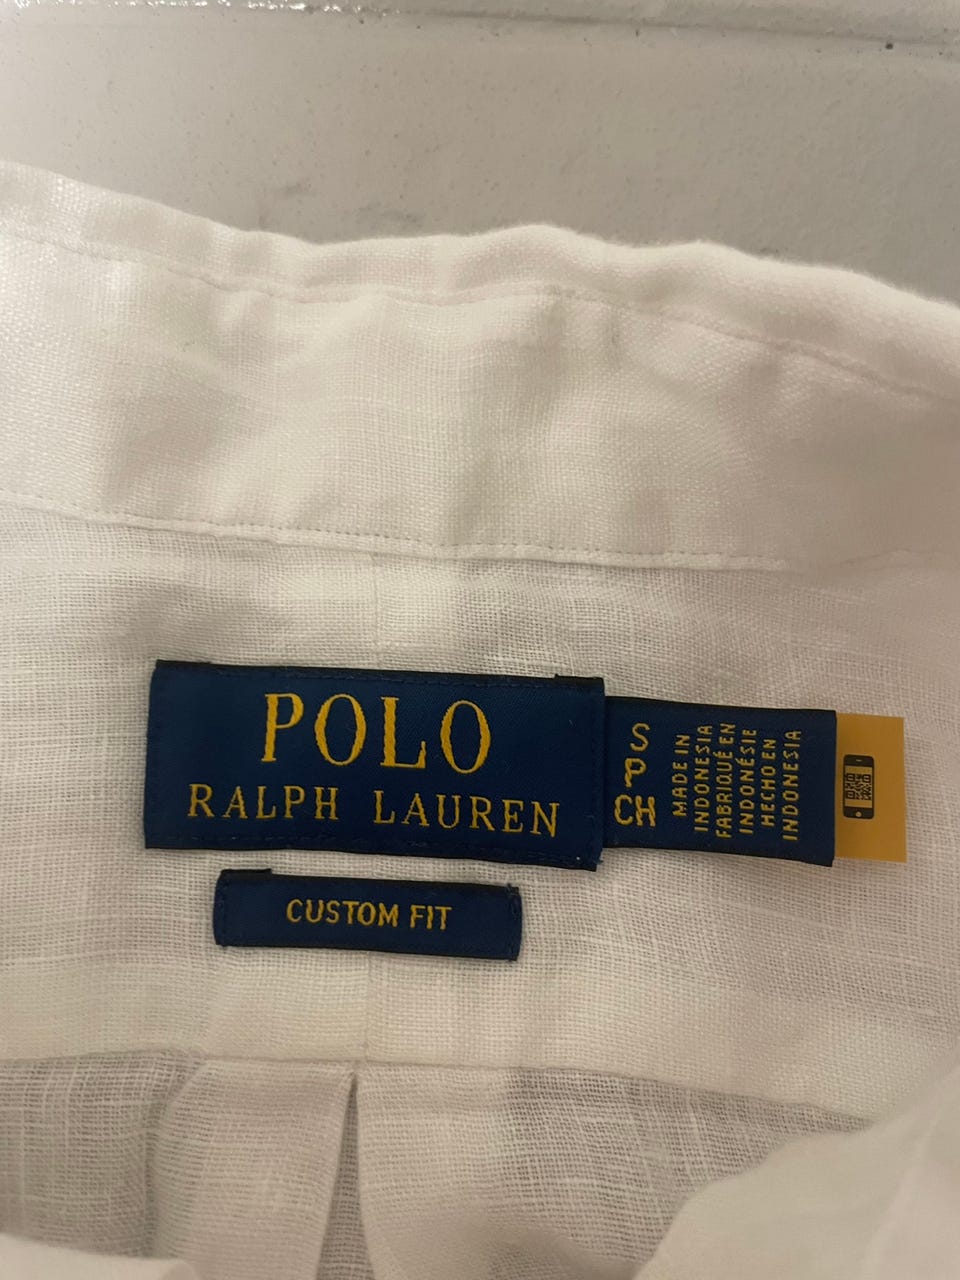 POLO
RALPH LAUREN
S
P
CH
MADE IN
INDONESIA
FABRIQUÉ EN
INDONÉSIE
HECHO EN
INDONESIA
CUSTOM FIT